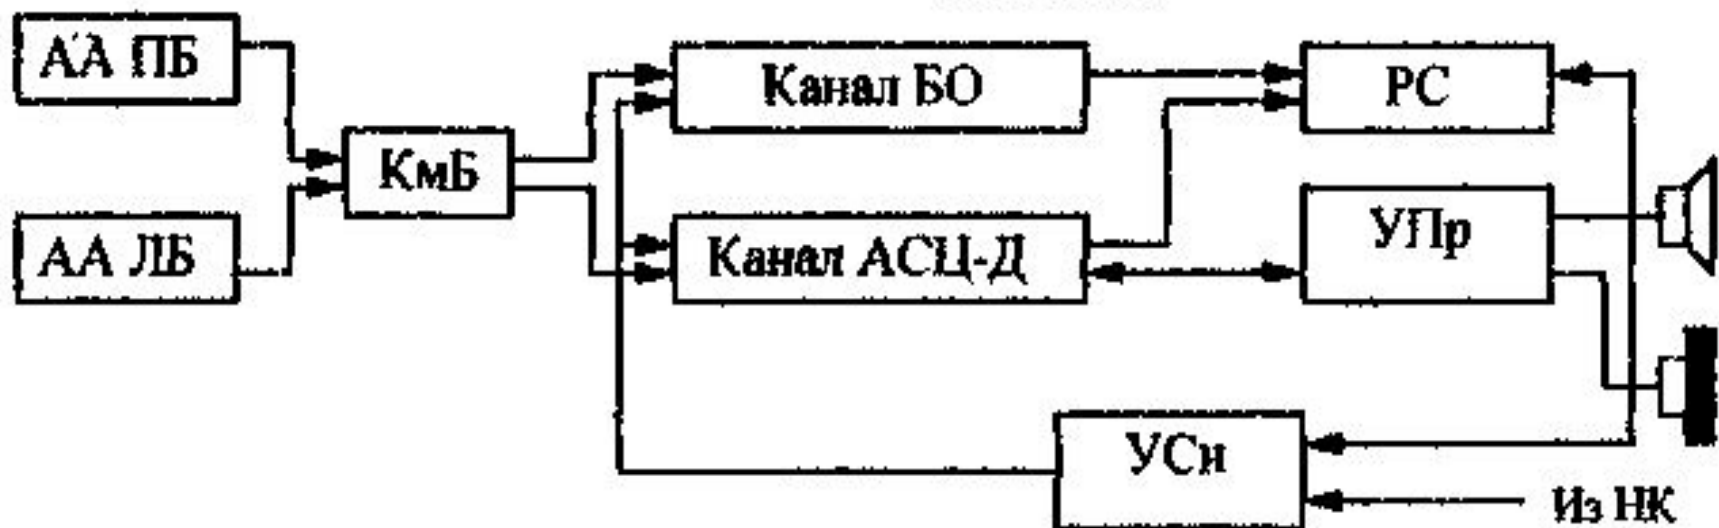 АА ПБ
Канал БО
РС
КмБ
АА ЛБ
Канал АСЦ-Д
УПр
УСи
Из НК